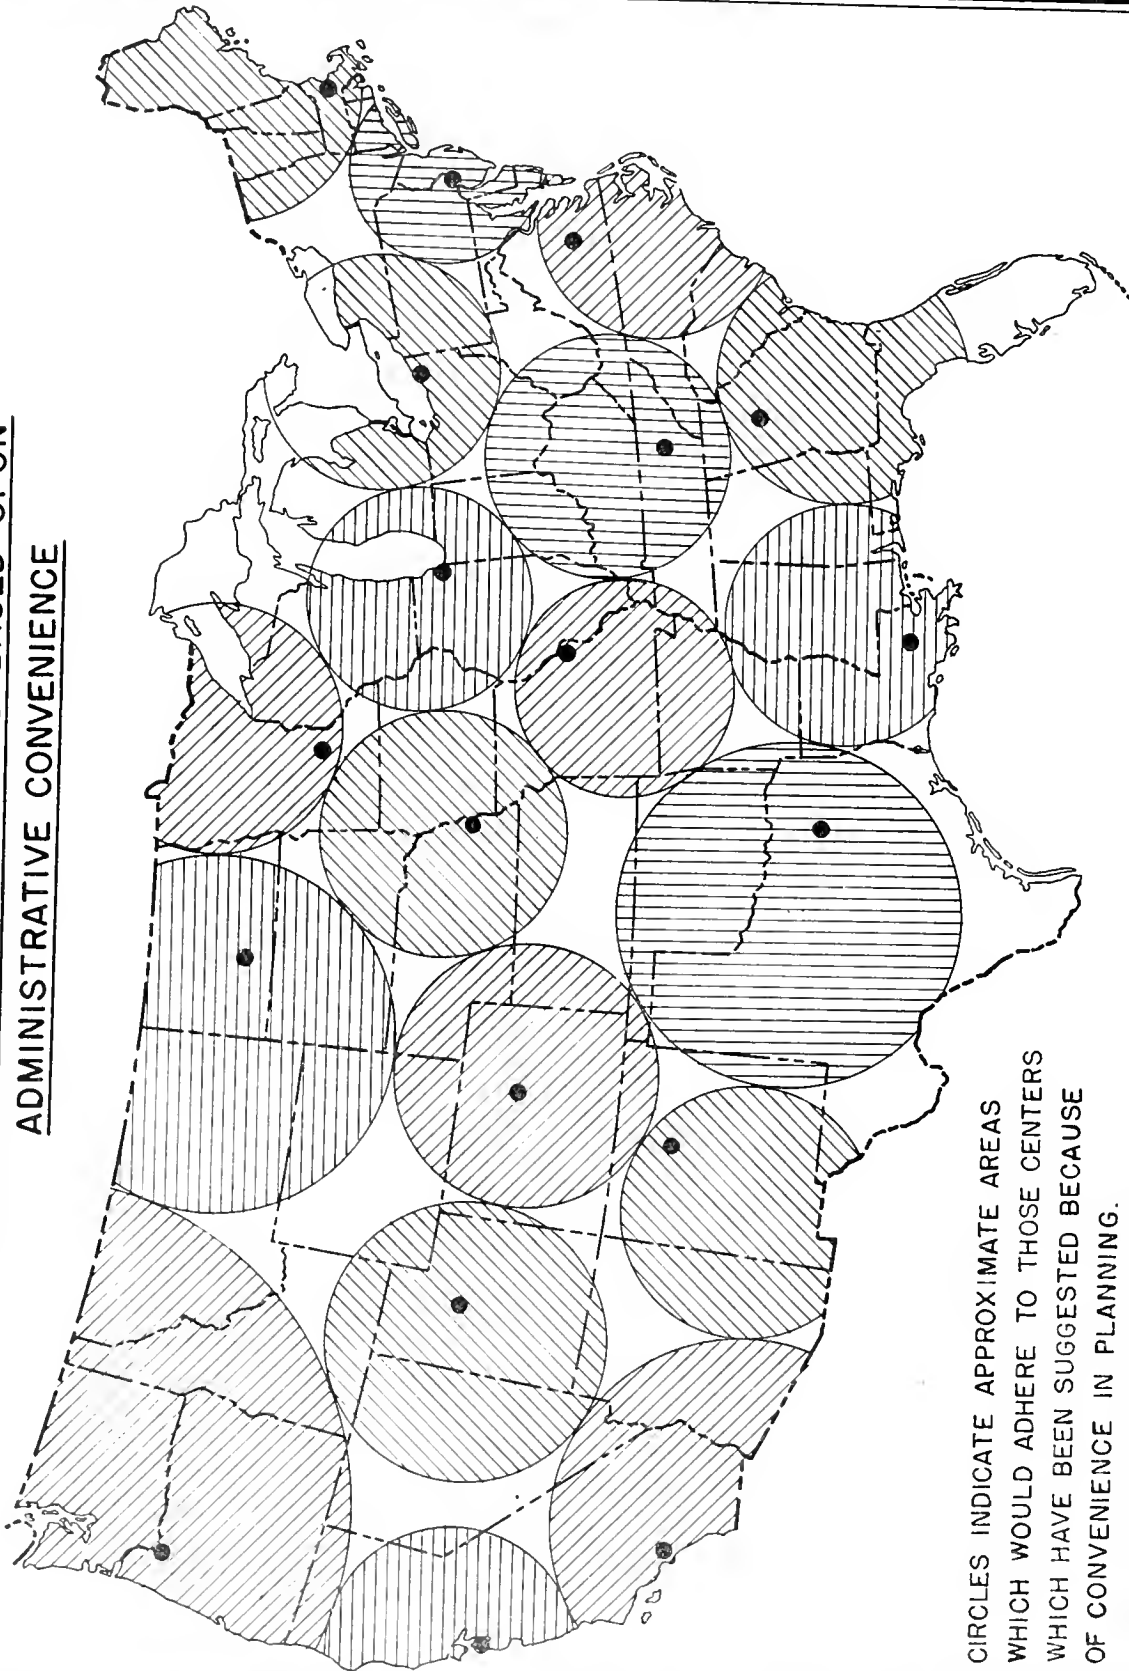 ADMINISTRATIVE CONVENIENCE
CIRCLES INDICATE APPROXIMATE AREAS
WHICH WOULD ADHERE TO THOSE CENTERS
WHICH HAVE BEEN SUGGESTED BECAUSE
OF CONVENIENCE IN PLANNING.